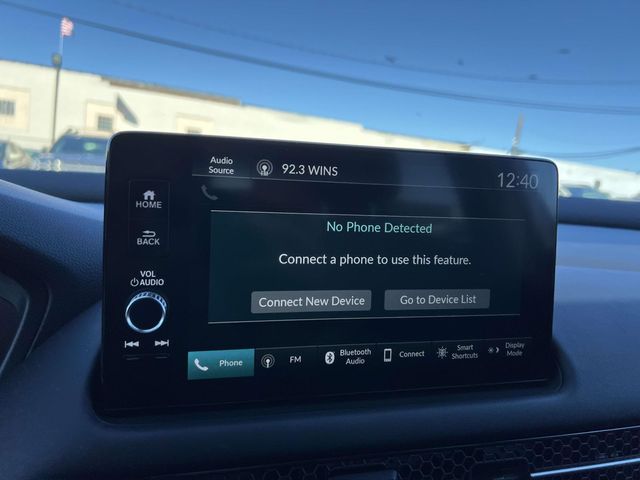 Audio
Source
92.3 WINS
12:40
HOME
BACK
VOL
AUDIO
No Phone Detected
Connect a phone to use this feature.
Connect New Device
Go to Device List
Phone
FM
Bluetooth
Audio
Connect
Smart
Shortcuts
Display
Mode